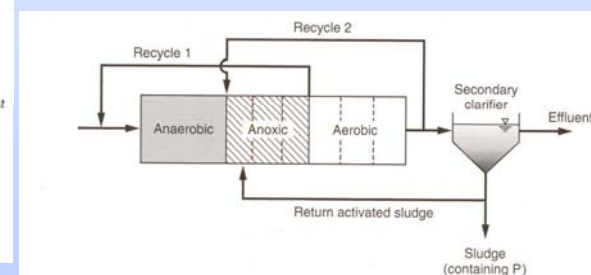 Recycle 2
Recycle 1
Secondary
clarifier
Anaerobic
Anoxic
Aerobic
Effluent
Return activated sludge
Sludge
(containing P)